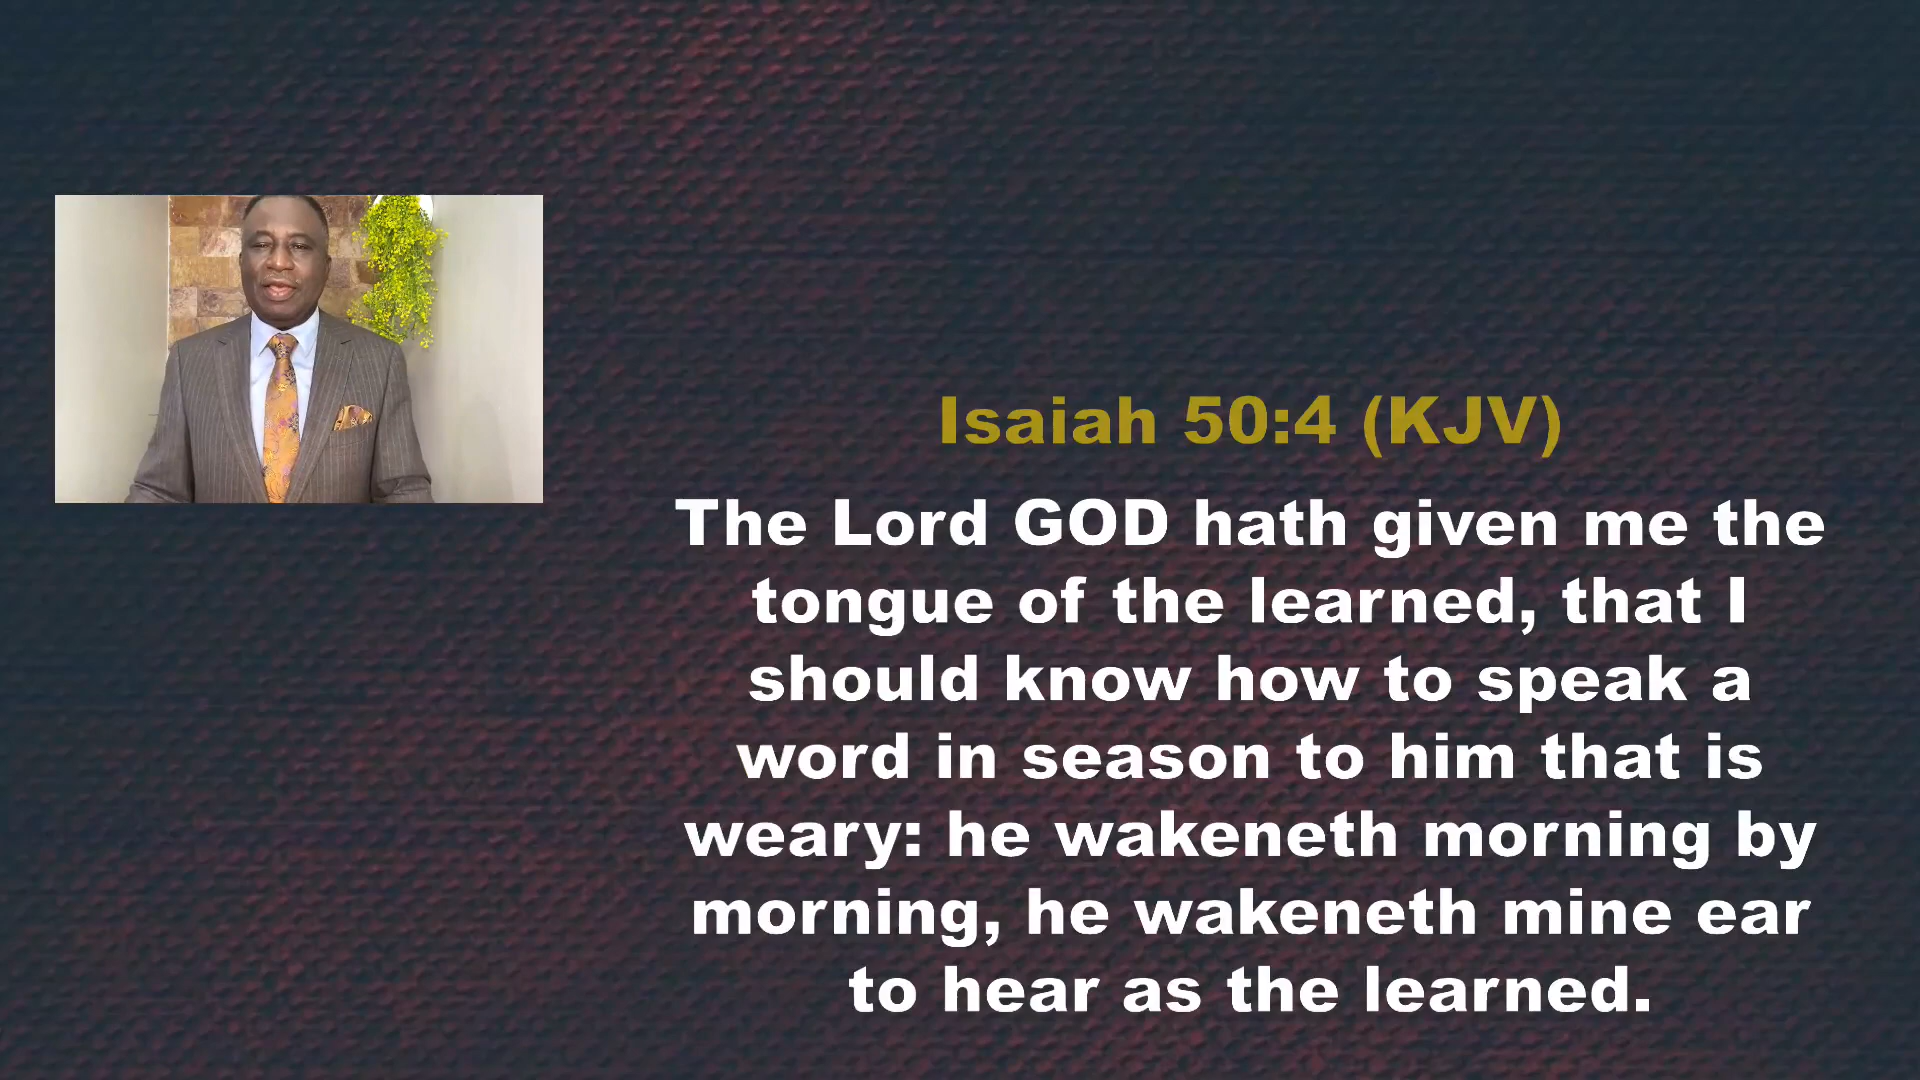 Isaiah 50:4 (KJV)
The Lord GOD hath given me the
tongue of the learned, that I
should know how to speak a
word in season to him that is
weary: he wakeneth morning by
morning, he wakeneth mine ear
to hear as the learned.